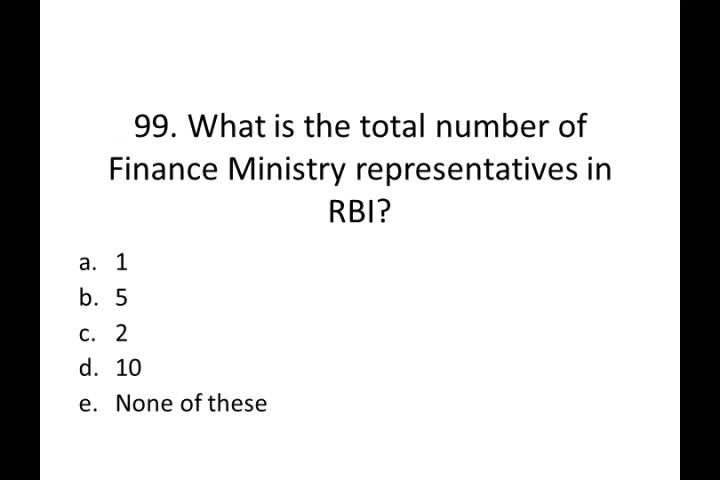 99. What is the total number of
Finance Ministry representatives in
RBI?
a. 1
b. 5
c. 2
d. 10
e. None of these